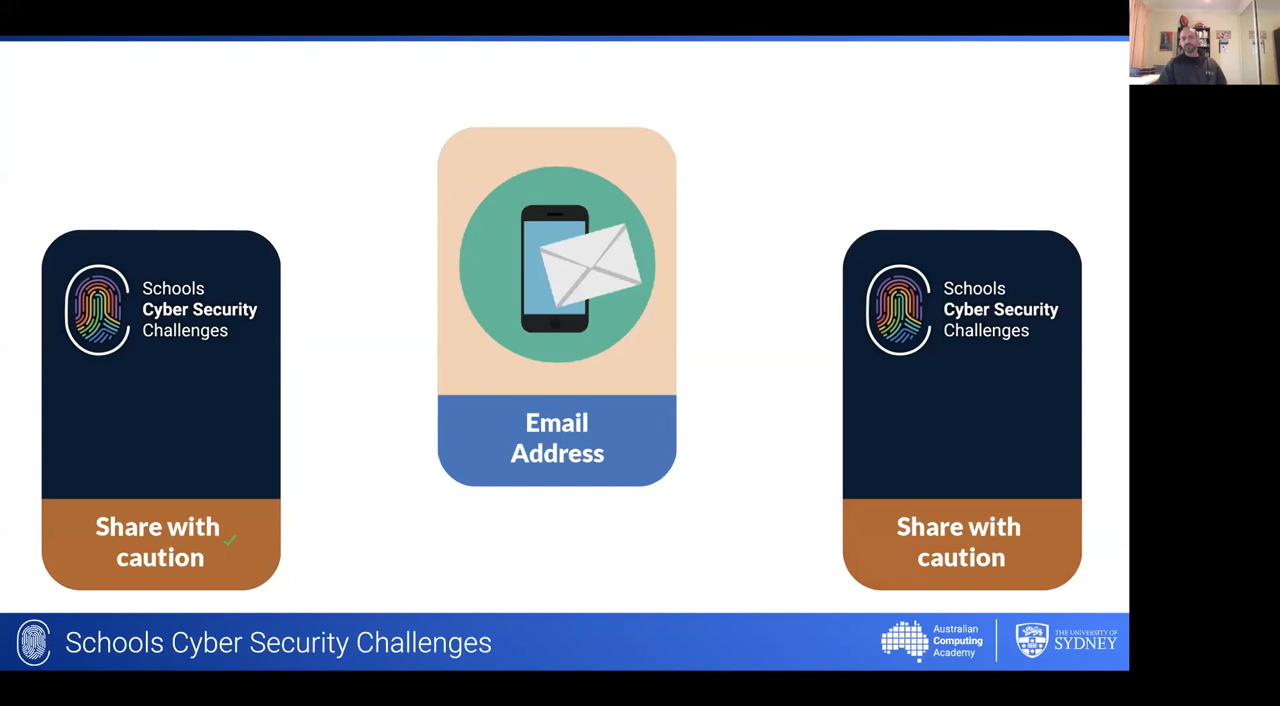 Schools
Cyber Security
Challenges
Share with
caution
Email
Address
Schools
Cyber Security
Challenges
Share with
caution
Schools Cyber Security Challenges
Australian
Computing
Academy
THE UNIVERSITY OF
SYDNEY